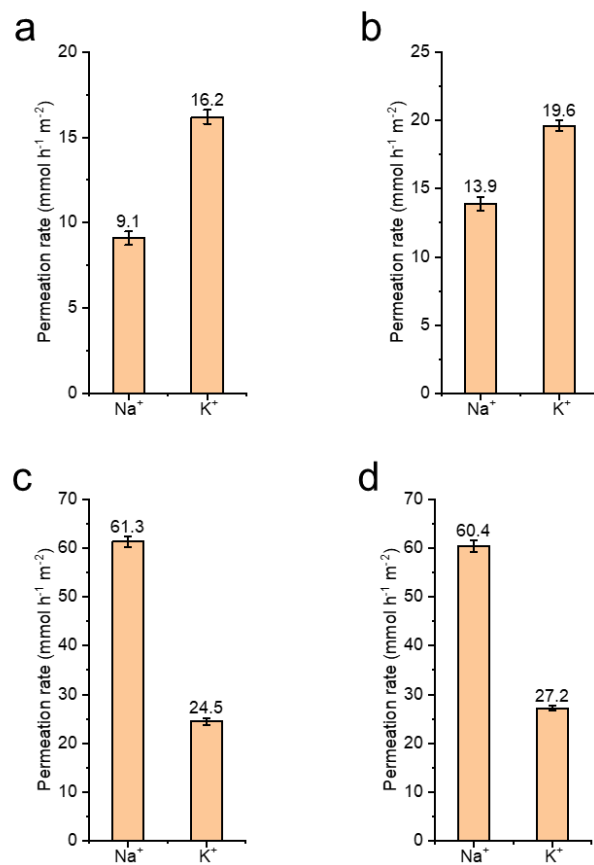 a
Permeation rate (mmol h⁻¹ m⁻²)
20
15
10
5
0
9.1
16.2
Na⁺
K⁺
b
Permeation rate (mmol h⁻¹ m⁻²)
25
20
15
10
5
0
13.9
19.6
Na⁺
K⁺
c
Permeation rate (mmol h⁻¹ m⁻²)
70
60
50
40
30
20
10
0
61.3
24.5
Na⁺
K⁺
d
Permeation rate (mmol h⁻¹ m⁻²)
70
60
50
40
30
20
10
0
60.4
27.2
Na⁺
K⁺